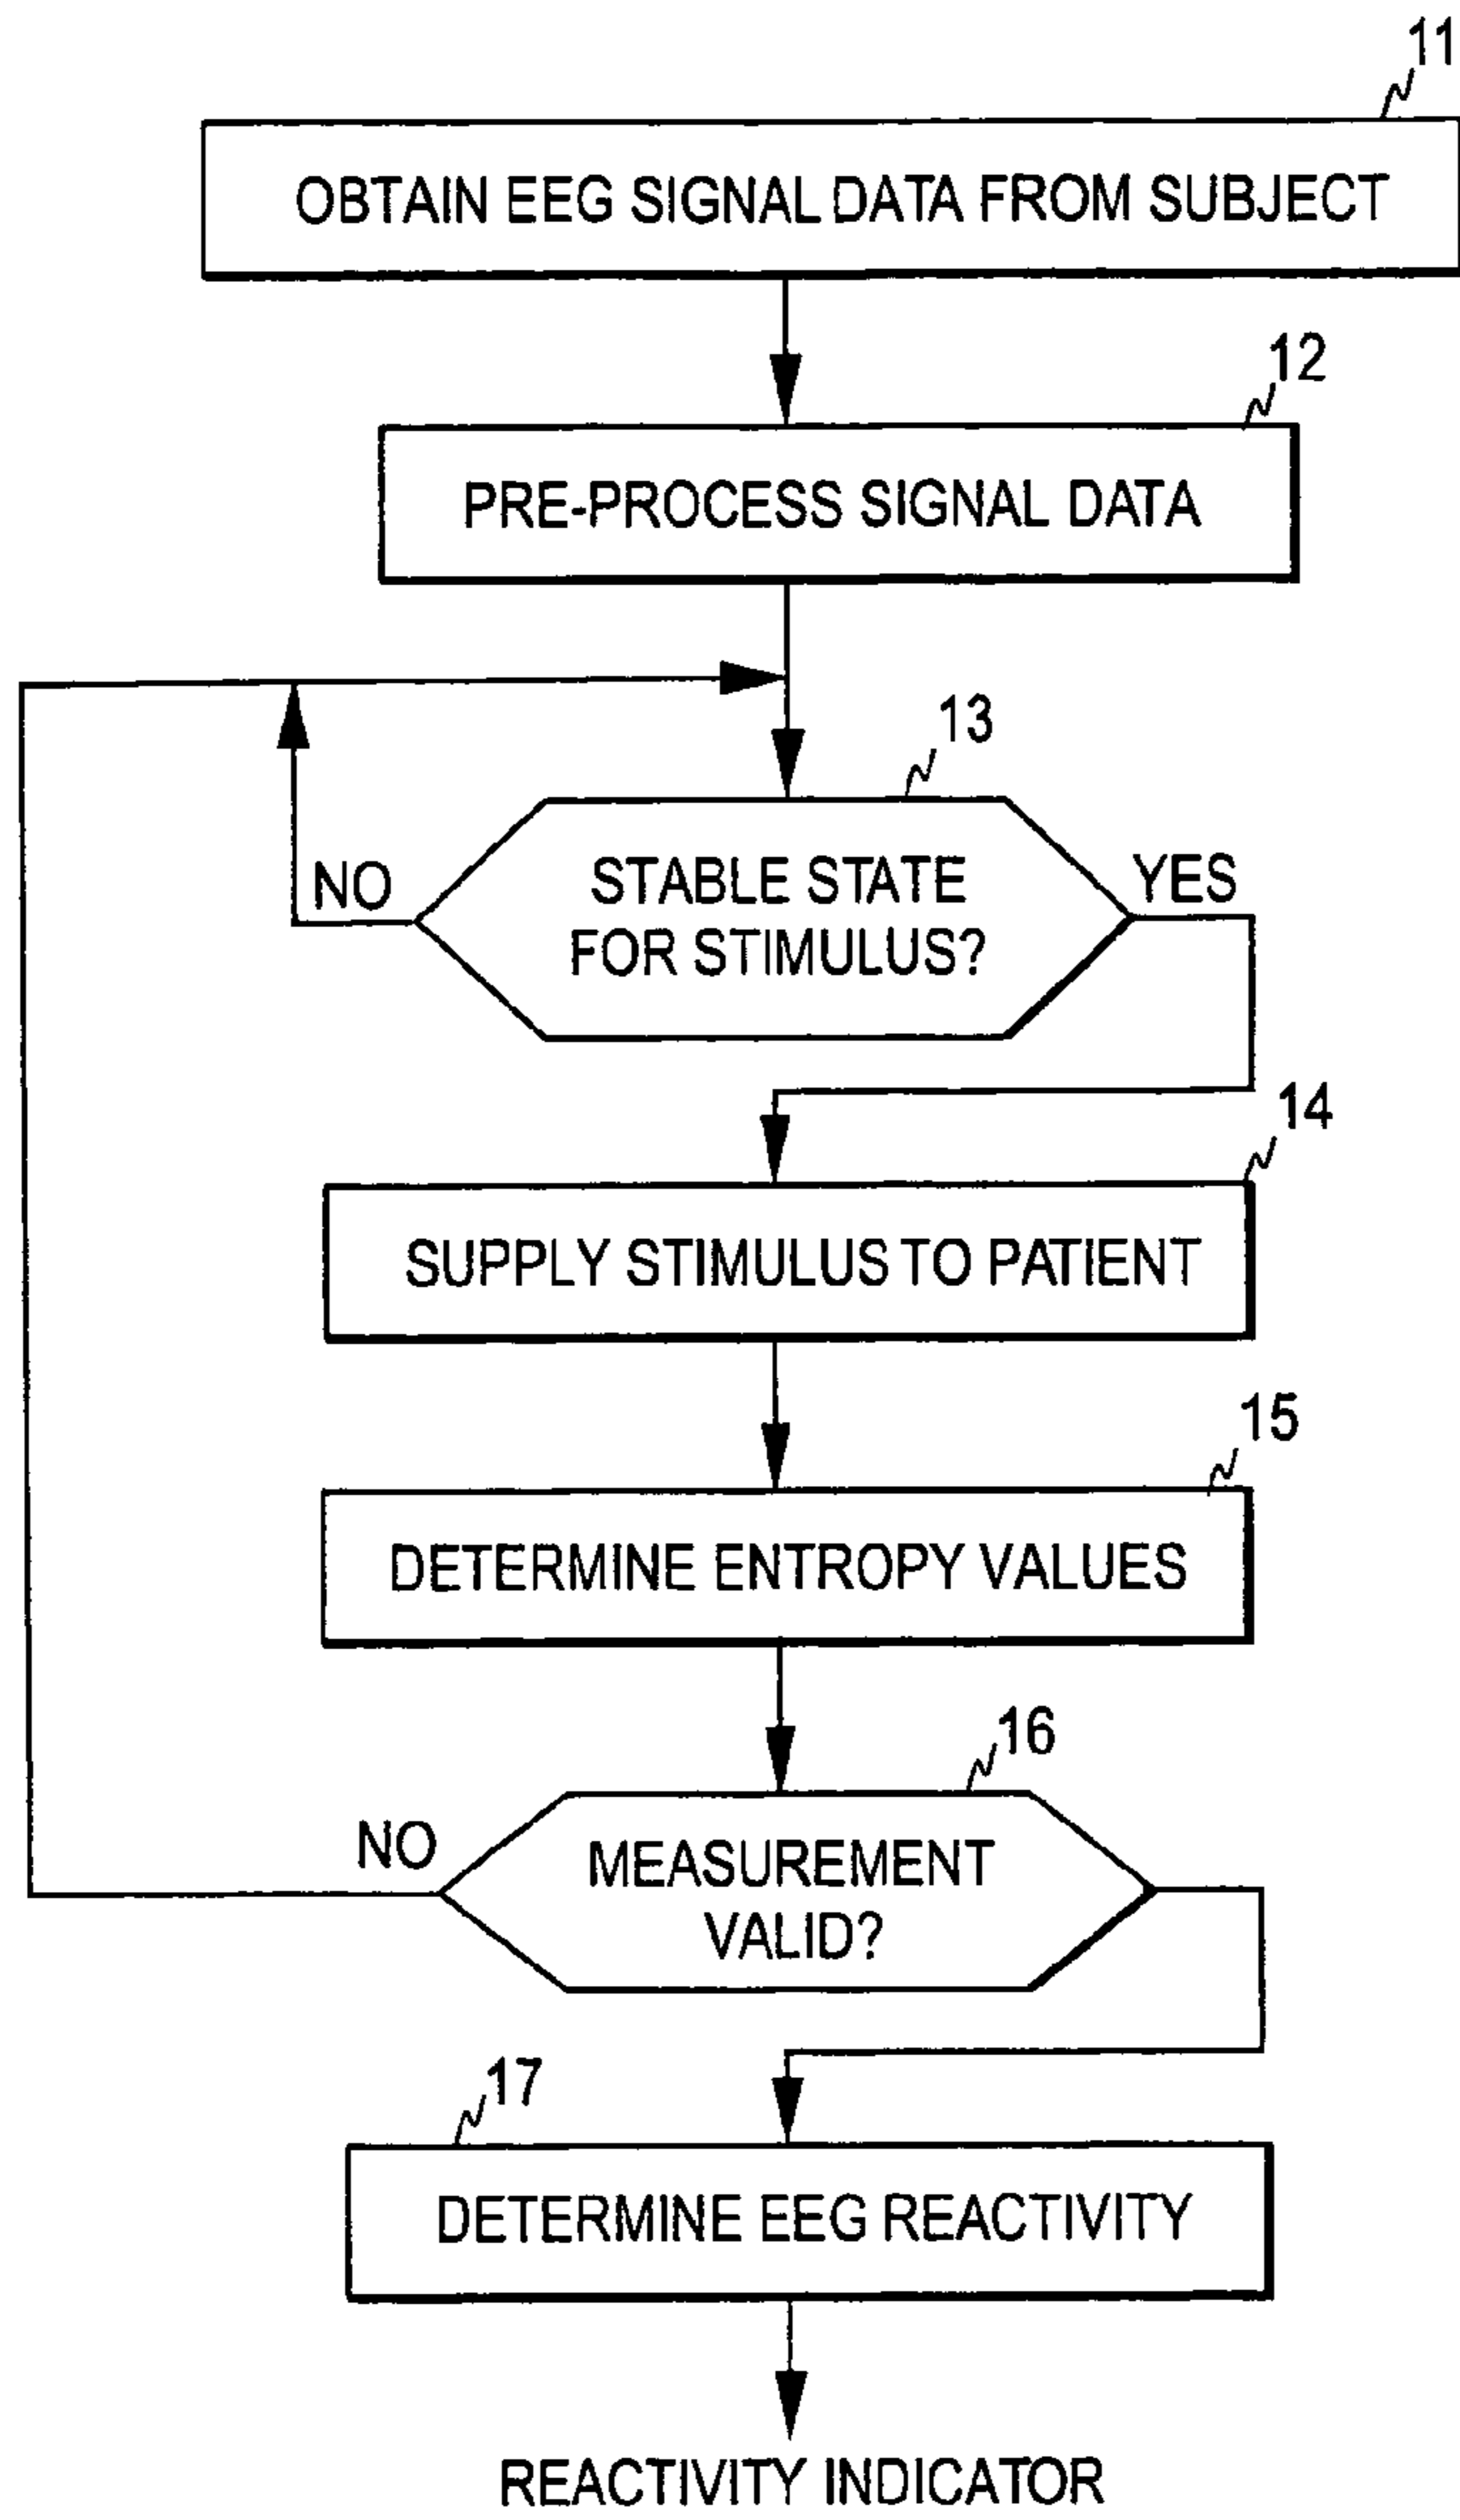 11
OBTAIN EEG SIGNAL DATA FROM SUBJECT
12
PRE-PROCESS SIGNAL DATA
13
NO
STABLE STATE
FOR STIMULUS?
YES
14
SUPPLY STIMULUS TO PATIENT
15
DETERMINE ENTROPY VALUES
16
NO
MEASUREMENT
VALID?
17
DETERMINE EEG REACTIVITY
REACTIVITY INDICATOR